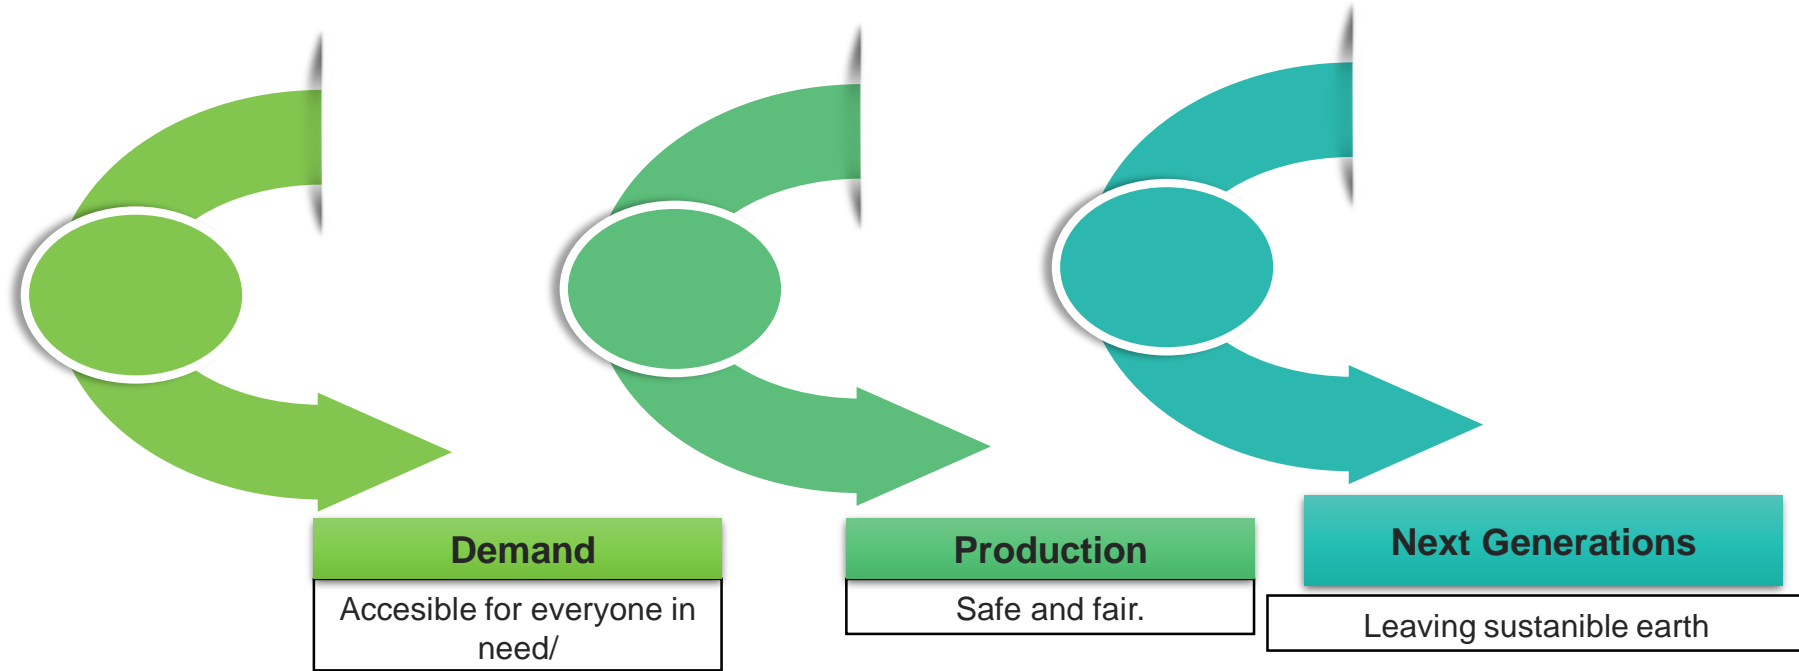 Demand
Accesible for everyone in
need/
Production
Safe and fair.
Next Generations
Leaving sustanible earth